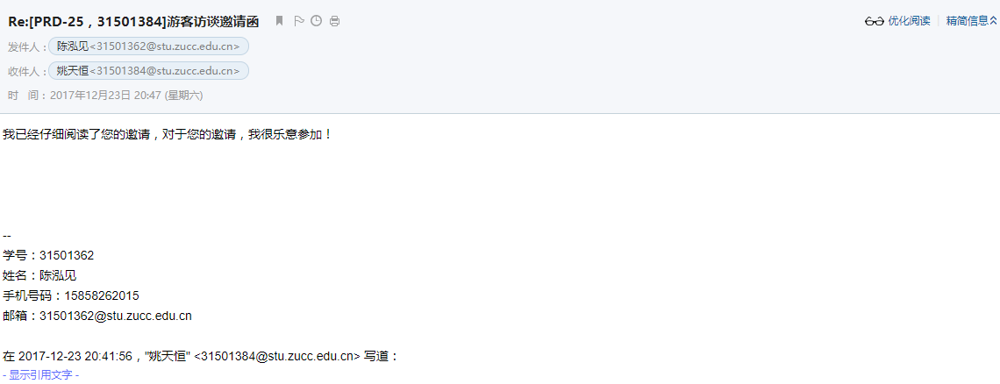 Re:[PRD-25，31501384]游客访谈邀请函
优化阅读 | 精简信息
发件人：陈泓见<31501362@stu.zucc.edu.cn>
收件人：姚天恒<31501384@stu.zucc.edu.cn>
时 间：2017年12月23日 20:47 (星期六)
我已经仔细阅读了您的邀请，对于您的邀请，我很乐意参加！
--
学号：31501362
姓名：陈泓见
手机号码：15858262015
邮箱：31501362@stu.zucc.edu.cn
在 2017-12-23 20:41:56，"姚天恒" <31501384@stu.zucc.edu.cn> 写道：
- 显示引用文字 -